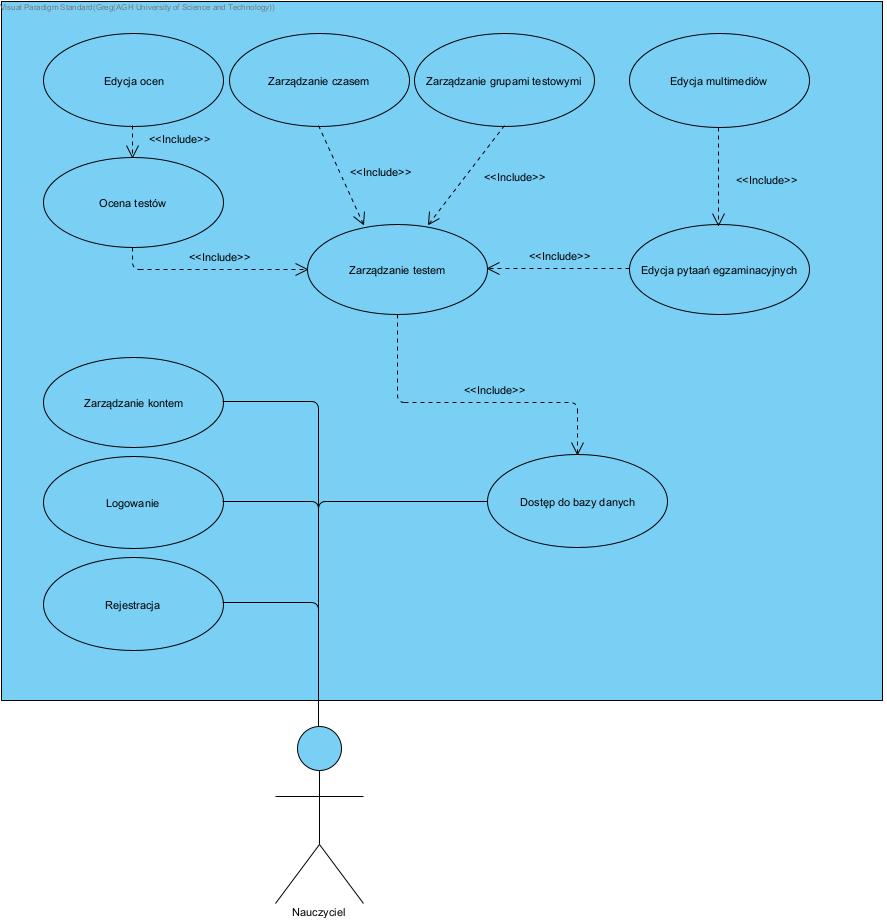 Visual Paradigm Standard(Greg(AGH University of Science and Technology))
Edycja ocen
Zarządzanie czasem
Zarządzanie grupami testowymi
Edycja multimediów
<<Include>>
<<Include>>
<<Include>>
<<Include>>
Ocena testów
<<Include>>
<<Include>>
Zarządzanie testem
Edycja pytaań egzaminacyjnych
<<Include>>
Zarządzanie kontem
Logowanie
Dostęp do bazy danych
Rejestracja
Nauczyciel